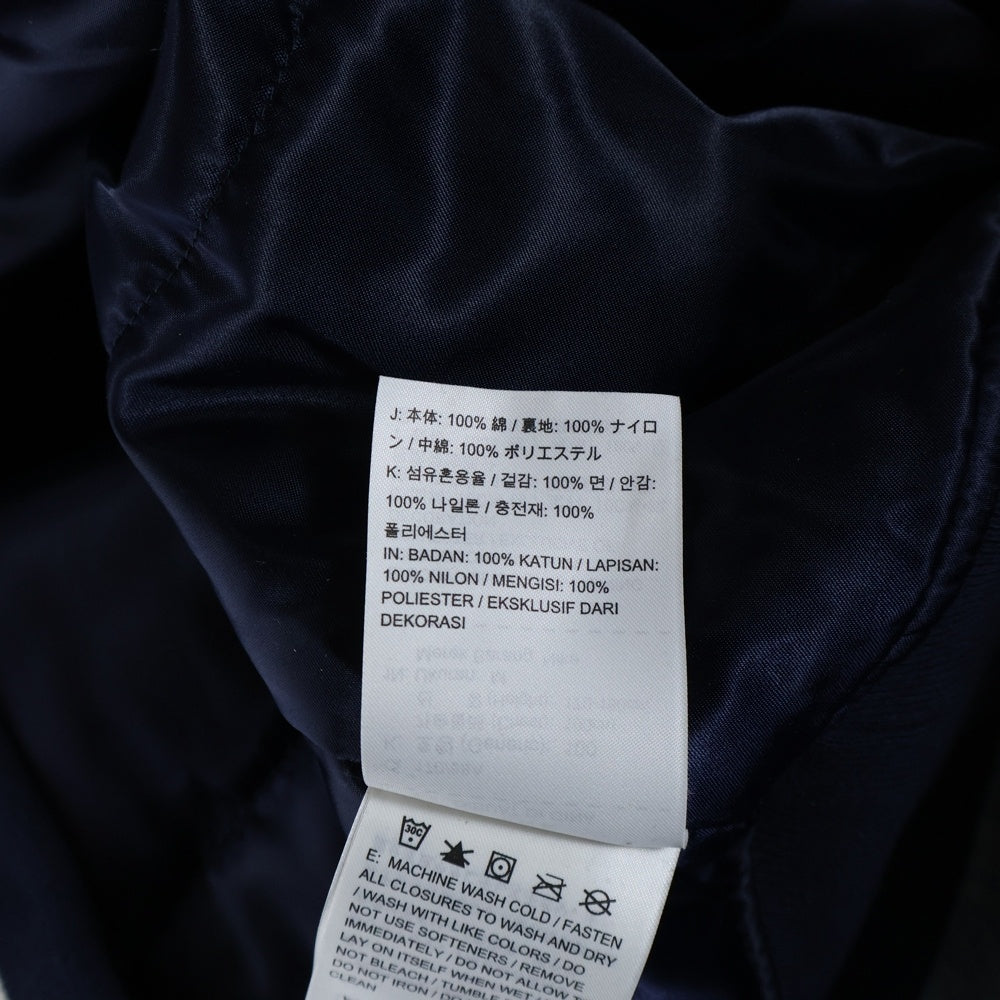 J: 本体: 100% 綿 / 裏地: 100% ナイロ
ン / 中綿: 100% ポリエステル
K: 섬유혼용율 / 겉감: 100% 면 / 안감:
100% 나일론 / 충전재: 100%
폴리에스터
IN: BADAN: 100% KATUN / LAPISAN:
100% NILON / MENGISI: 100%
POLIESTER / EKSKLUSIF DARI
DEKORASI
30C
E: MACHINE WASH COLD / FASTEN
ALL CLOSURES TO WASH AND DRY
/ WASH WITH LIKE COLORS / DO
NOT USE SOFTENERS / REMOVE
IMMEDIATELY / DO NOT ALLOW TO
LAY ON ITSELF WHEN WET /
NOT BLEACH / TUMBLE
DO NOT IRON / DO
CLEAN